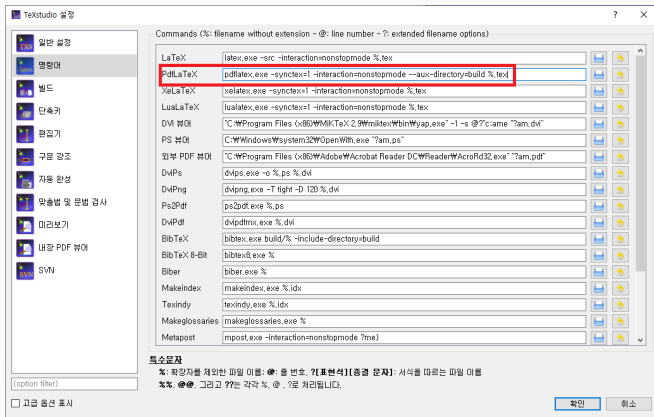 TeXstudio 설정
Commands (%: filename without extension - @: line number - ?: extended filename options)
일반 설정
명령어
빌드
단축키
편집기
구문 강조
자동 완성
맞춤법 및 문법 검사
미리보기
내장 PDF 뷰어
SVN
LaTeX latex.exe -src -interaction=nonstopmode %.tex
PdfLaTeX pdflatex.exe -synctex=1 -interaction=nonstopmode --aux-directory=build %.tex
XeLaTeX xelatex.exe -synctex=1 -interaction=nonstopmode %.tex
LuaLaTeX lualatex.exe -synctex=1 -interaction=nonstopmode %.tex
DVI 뷰어 "C:₩Program Files (x86)₩MiKTeX 2.9₩miktex₩bin₩yap.exe" -1 -s @?"c:ame "?am.dvi"
PS 뷰어 C:₩Windows₩system32₩OpenWith.exe "?am.ps"
외부 PDF 뷰어 "C:₩Program Files (x86)₩Adobe₩Acrobat Reader DC₩Reader₩AcroRd32.exe" "?am.pdf"
DviPs dvips.exe -o %.ps %.dvi
DviPng dvipng.exe -T tight -D 120 %.dvi
Ps2Pdf ps2pdf.exe %.ps
DviPdf dvipdfmx.exe %.dvi
BibTeX bibtex.exe build/% -include-directory=build
BibTeX 8-Bit bibtex8.exe %
Biber biber.exe %
Makeindex makeindex.exe %.idx
Texindy texindy.exe %.idx
Makeglossaries makeglossaries.exe %
Metapost mpost.exe -interaction=nonstopmode ?me)
특수문자
%: 확장자를 제외한 파일 이름; @: 줄 번호, ?[표현식][종결 문자]: 서식을 따르는 파일 이름
%%, @@, 그리고 ??는 각각 %, @, ?로 처리됩니다.
(option filter)
고급 옵션 표시
확인
취소